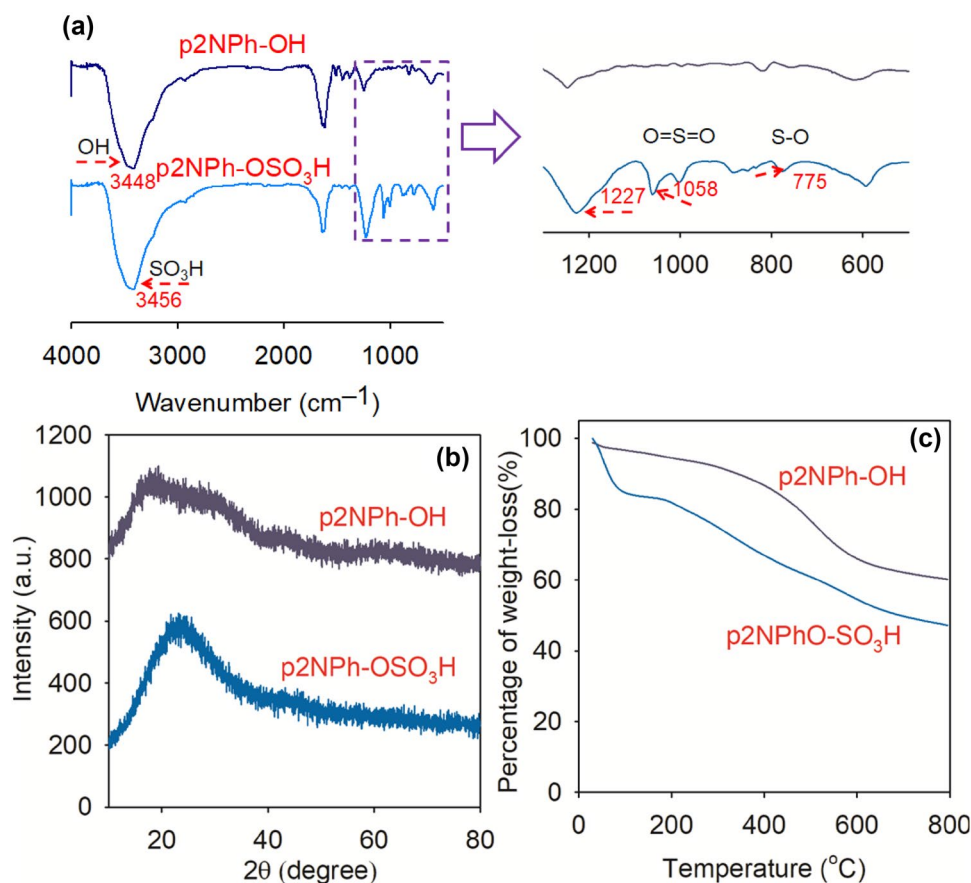 (a)
p2NPh-OH
OH
3448
p2NPh-OSO₃H
SO₃H
3456
4000 3000 2000 1000
Wavenumber (cm⁻¹)
O=S=O S-O
1227 1058 775
1200 1000 800 600
(b)
1200
1000
800
600
400
200
0
Intensity (a.u.)
p2NPh-OH
p2NPh-OSO₃H
20 40 60 80
2θ (degree)
(c)
100
80
60
40
20
0
Percentage of weight-loss(%)
p2NPh-OH
p2NPhO-SO₃H
0 200 400 600 800
Temperature (°C)